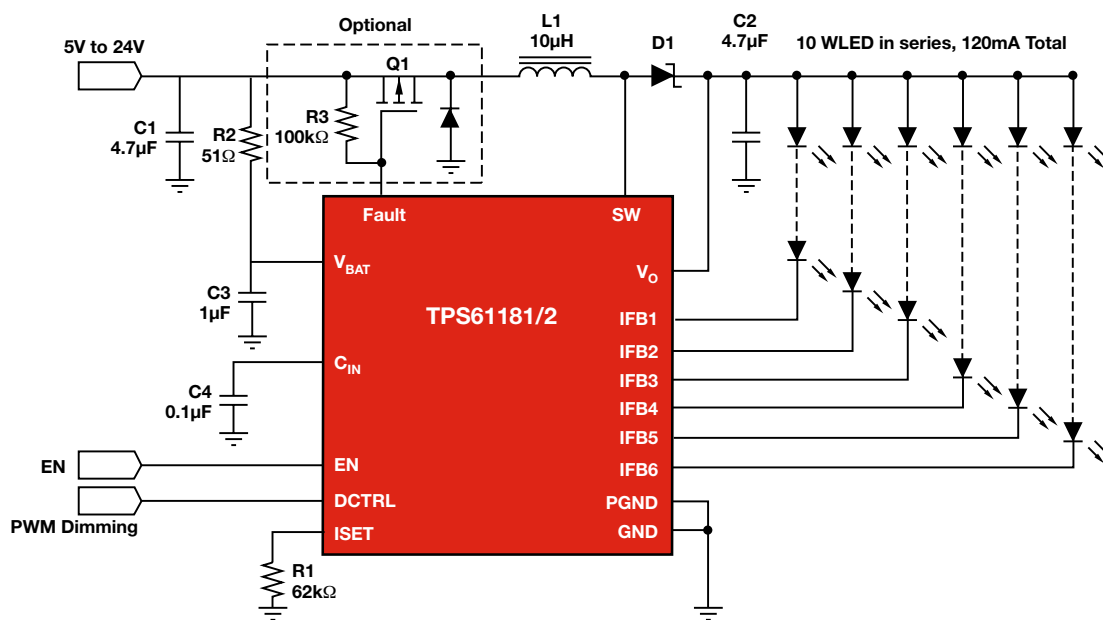 5V to 24V
Optional
Q1
R3
100kΩ
L1
10µH
D1
C2
4.7µF
10 WLED in series, 120mA Total
C1
4.7µF
R2
51Ω
C3
1µF
C4
0.1µF
EN
PWM Dimming
R1
62kΩ
Fault
SW
VBAT
VO
TPS61181/2
IFB1
IFB2
CIN
IFB3
IFB4
IFB5
EN
IFB6
DCTRL
PGND
ISET
GND